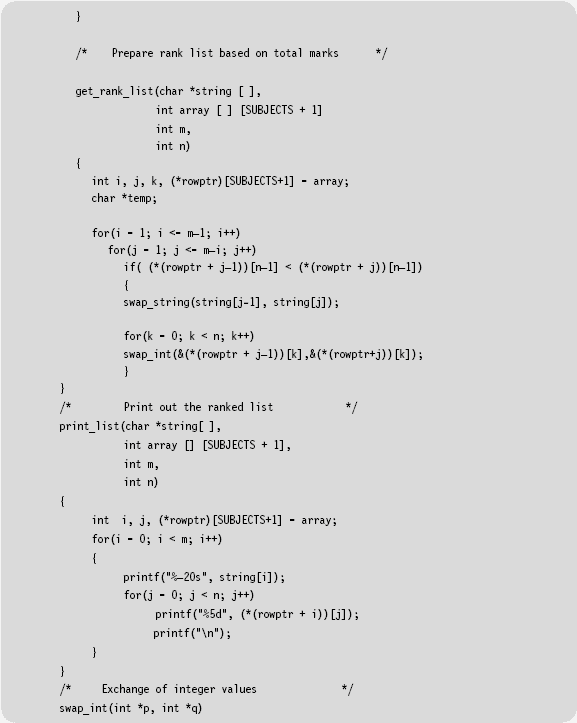 }
/* Prepare rank list based on total marks */
get_rank_list(char *string [ ],
int array [ ] [SUBJECTS + 1]
int m,
int n)
{
int i, j, k, (*rowptr)[SUBJECTS+1] = array;
char *temp;
for(i = 1; i <= m–1; i++)
for(j = 1; j <= m–i; j++)
if( (*(rowptr + j–1))[n–1] < (*(rowptr + j))[n–1])
{
swap_string(string[j-1], string[j]);
for(k = 0; k < n; k++)
swap_int(&(*(rowptr + j–1))[k],&(*(rowptr+j))[k]);
}
}
/* Print out the ranked list */
print_list(char *string[ ],
int array [] [SUBJECTS + 1],
int m,
int n)
{
int i, j, (*rowptr)[SUBJECTS+1] = array;
for(i = 0; i < m; i++)
{
printf("%–20s", string[i]);
for(j = 0; j < n; j++)
printf("%5d", (*(rowptr + i))[j]);
printf("\n");
}
}
/* Exchange of integer values */
swap_int(int *p, int *q)